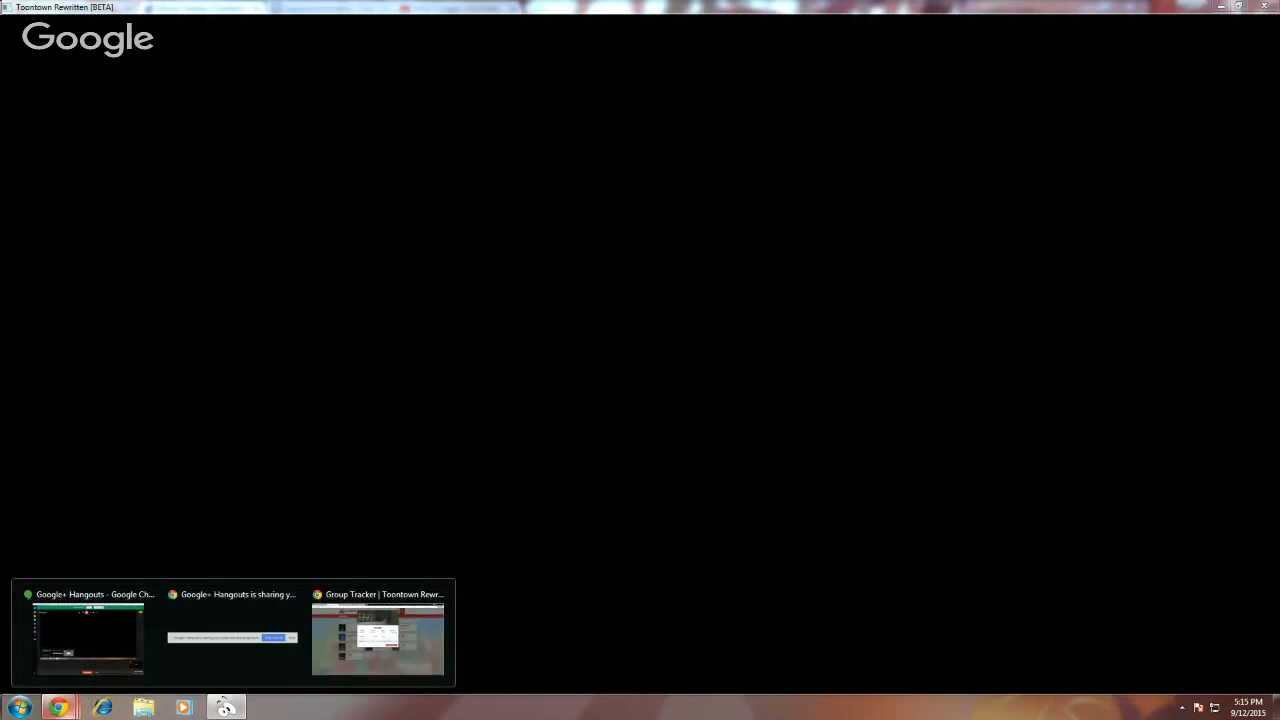 Toontown Rewritten [BETA]
Google
Google+ Hangouts - Google Ch...
Google+ Hangouts is sharing y...
Group Tracker | Toontown Rewr...
5:15 PM
9/12/2015